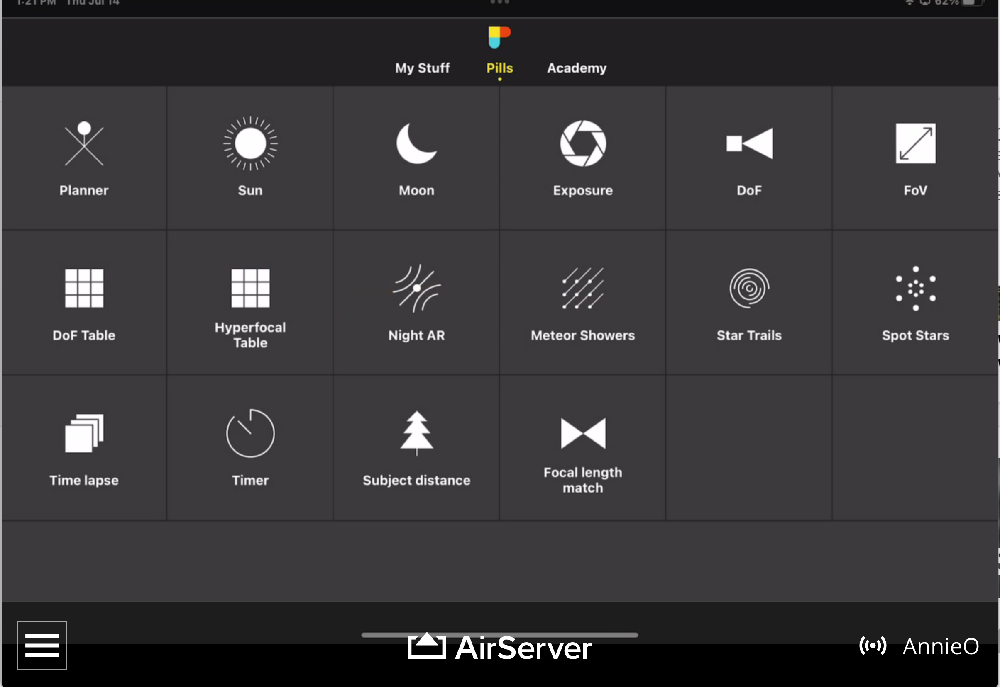 1:21 PM Thu Jul 14
62%
My Stuff Pills Academy
Planner Sun Moon Exposure DoF FoV
DoF Table Hyperfocal Table Night AR Meteor Showers Star Trails Spot Stars
Time lapse Timer Subject distance Focal length match
AirServer
AnnieO